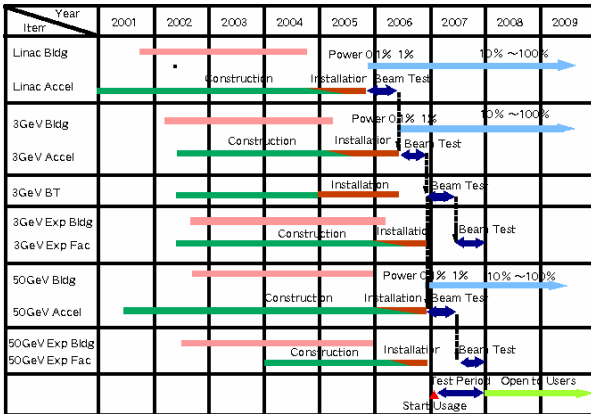 Year
Item
2001 2002 2003 2004 2005 2006 2007 2008 2009
Linac Bldg
Power 0.1% 1% 10% ～100%
Construction Installation Beam Test
Linac Accel
3GeV Bldg
Power 0.1% 1% 10% ～100%
Construction Installation Beam Test
3GeV Accel
3GeV BT
Installation Beam Test
3GeV Exp Bldg
Construction Installatio Beam Test
3GeV Exp Fac
50GeV Bldg
Power 0.1% 1% 10% ～100%
Construction Installation Beam Test
50GeV Accel
50GeV Exp Bldg
50GeV Exp Fac
Construction Installation Beam Test
Test Period Open to Users
Start Usage